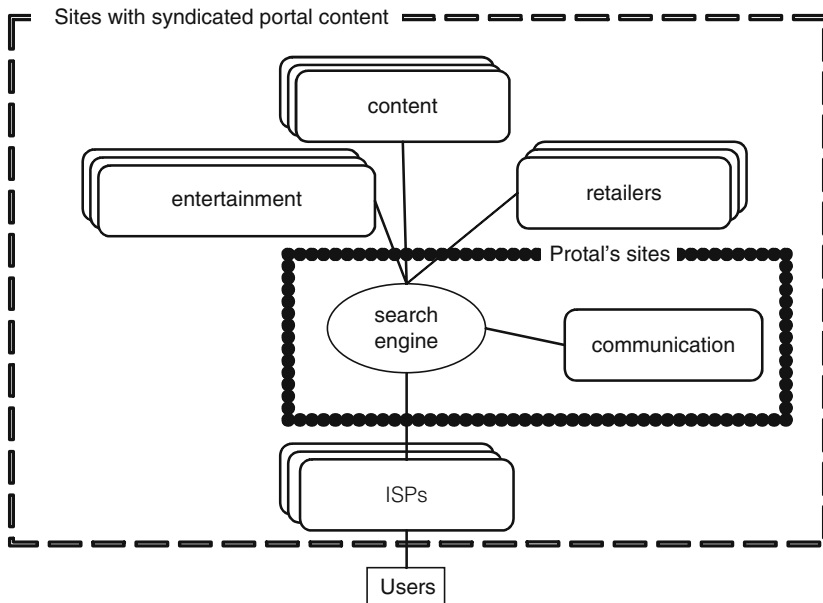 Sites with syndicated portal content
content
entertainment
retailers
Protal's sites
search
engine
communication
ISPs
Users